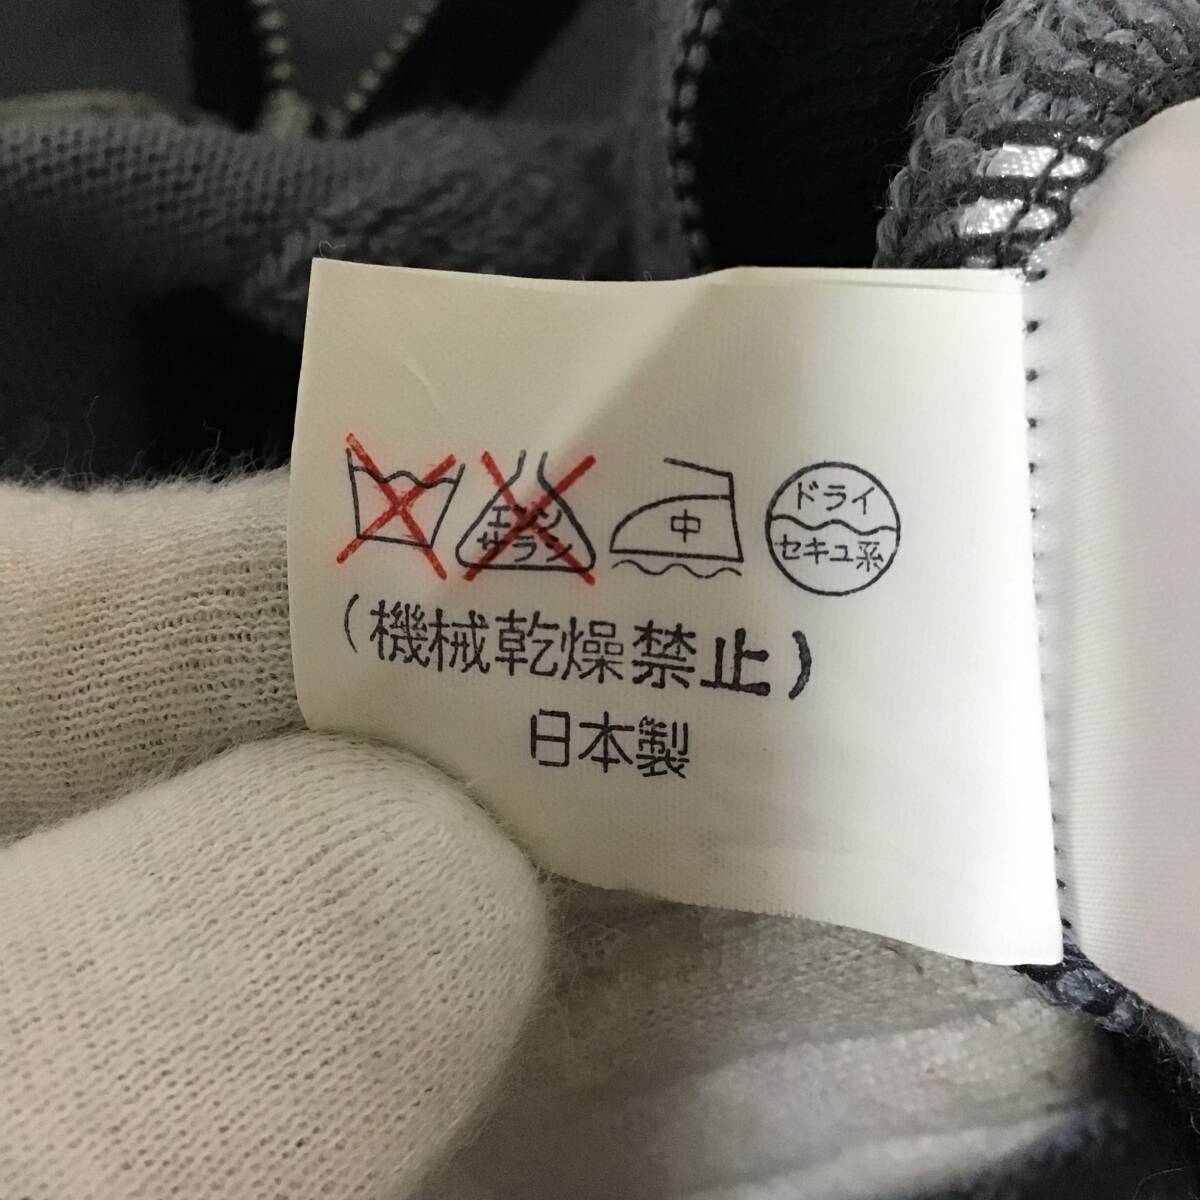 エンソ
サラシ
中
ドライ
セキユ系
(機械乾燥禁止)
日本製